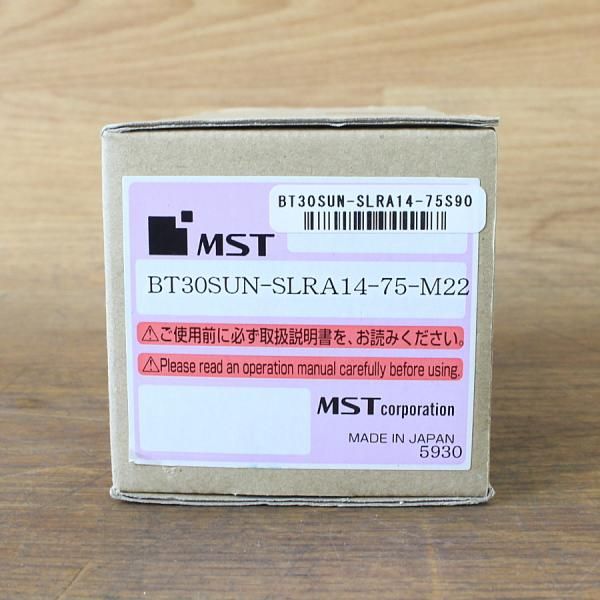 BT30SUN-SLRA14-75S90
MST
BT30SUN-SLRA14-75-M22
ご使用前に必ず取扱説明書を、お読みください。
Please read an operation manual carefully before using.
MST corporation
MADE IN JAPAN
5930